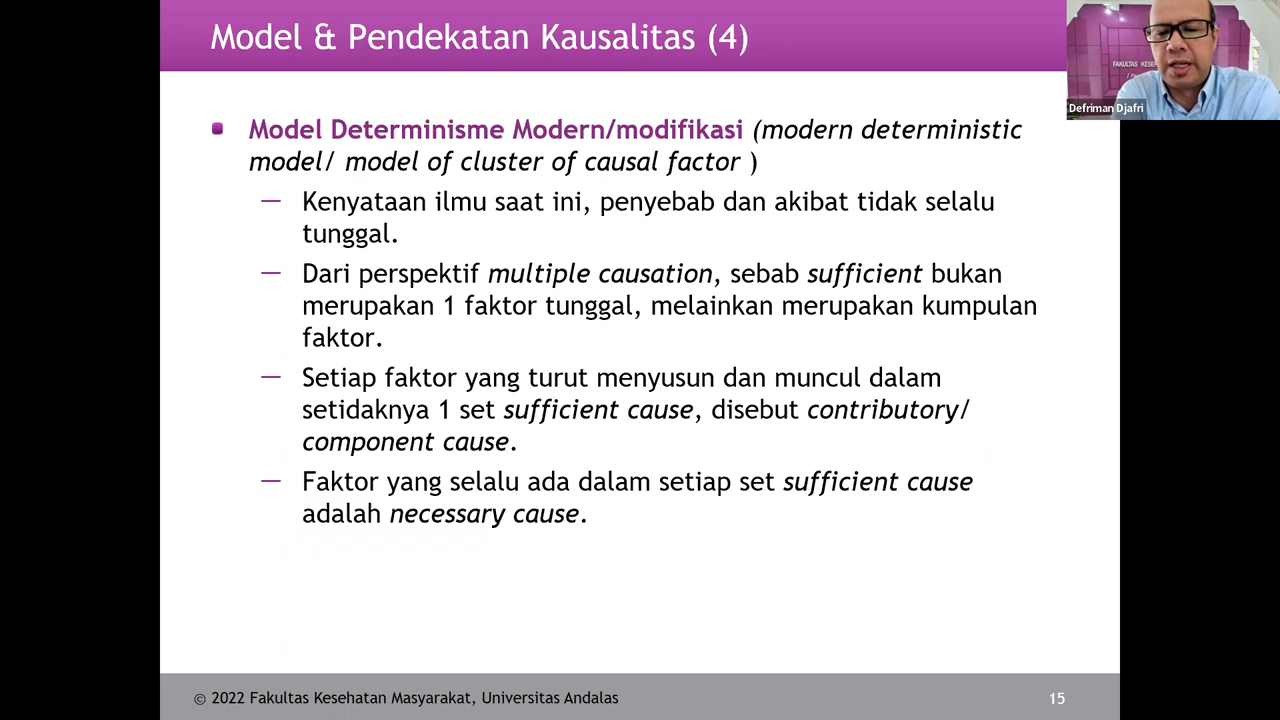 Model & Pendekatan Kausalitas (4)
FAKULTAS KESE
Defriman Djafri
Model Determinisme Modern/modifikasi (modern deterministic
model/ model of cluster of causal factor )
— Kenyataan ilmu saat ini, penyebab dan akibat tidak selalu
tunggal.
— Dari perspektif multiple causation, sebab sufficient bukan
merupakan 1 faktor tunggal, melainkan merupakan kumpulan
faktor.
— Setiap faktor yang turut menyusun dan muncul dalam
setidaknya 1 set sufficient cause, disebut contributory/
component cause.
— Faktor yang selalu ada dalam setiap set sufficient cause
adalah necessary cause.
© 2022 Fakultas Kesehatan Masyarakat, Universitas Andalas
15